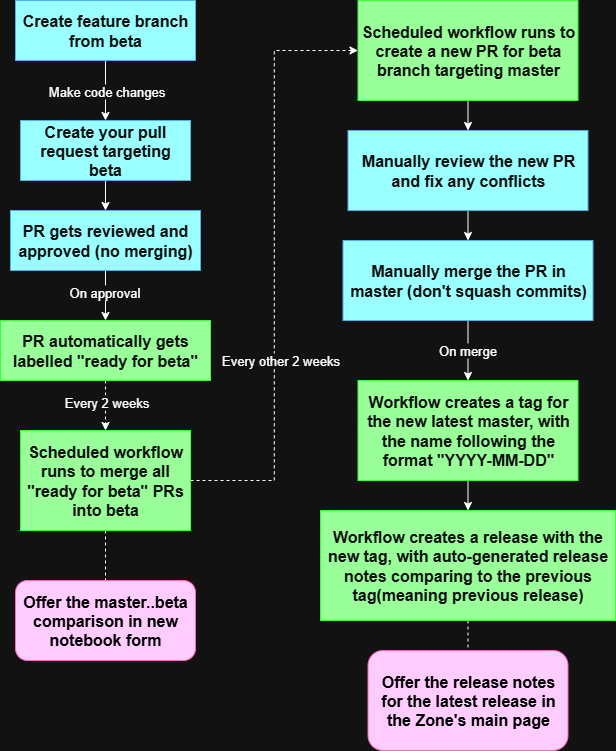 Create feature branch
from beta
Make code changes
Create your pull
request targeting
beta
PR gets reviewed and
approved (no merging)
On approval
PR automatically gets
labelled "ready for beta"
Every 2 weeks
Scheduled workflow
runs to merge all
"ready for beta" PRs
into beta
Offer the master..beta
comparison in new
notebook form
Every other 2 weeks
Scheduled workflow runs to
create a new PR for beta
branch targeting master
Manually review the new PR
and fix any conflicts
Manually merge the PR in
master (don't squash commits)
On merge
Workflow creates a tag for
the new latest master, with
the name following the
format "YYYY-MM-DD"
Workflow creates a release with the
new tag, with auto-generated release
notes comparing to the previous
tag(meaning previous release)
Offer the release notes
for the latest release in
the Zone's main page